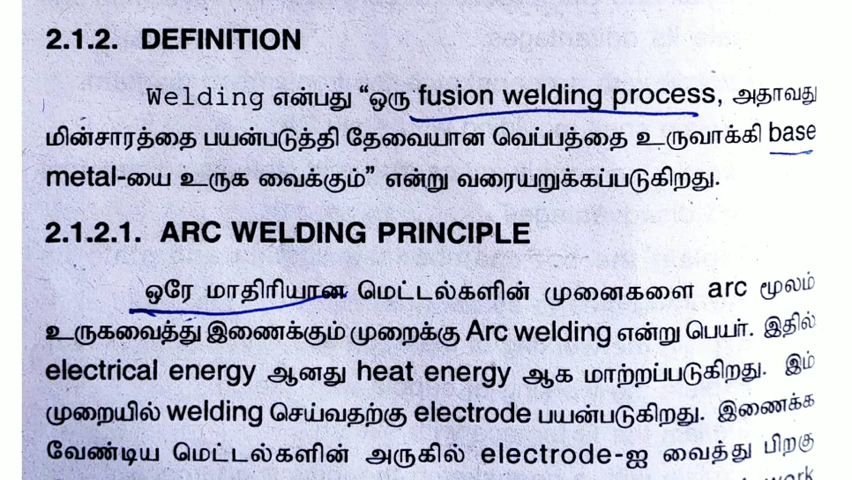 2.1.2. DEFINITION
Welding என்பது “ஒரு fusion welding process, அதாவது
மின்சாரத்தை பயன்படுத்தி தேவையான வெப்பத்தை உருவாக்கி base
metal-யை உருக வைக்கும்” என்று வரையறுக்கப்படுகிறது.
2.1.2.1. ARC WELDING PRINCIPLE
ஒரே மாதிரியான மெட்டல்களின் முனைகளை arc மூலம்
உருகவைத்து இணைக்கும் முறைக்கு Arc welding என்று பெயர். இதில்
electrical energy ஆனது heat energy ஆக மாற்றப்படுகிறது. இம்
முறையில் welding செய்வதற்கு electrode பயன்படுகிறது. இணைக்க
வேண்டிய மெட்டல்களின் அருகில் electrode-ஐ வைத்து பிறகு
work